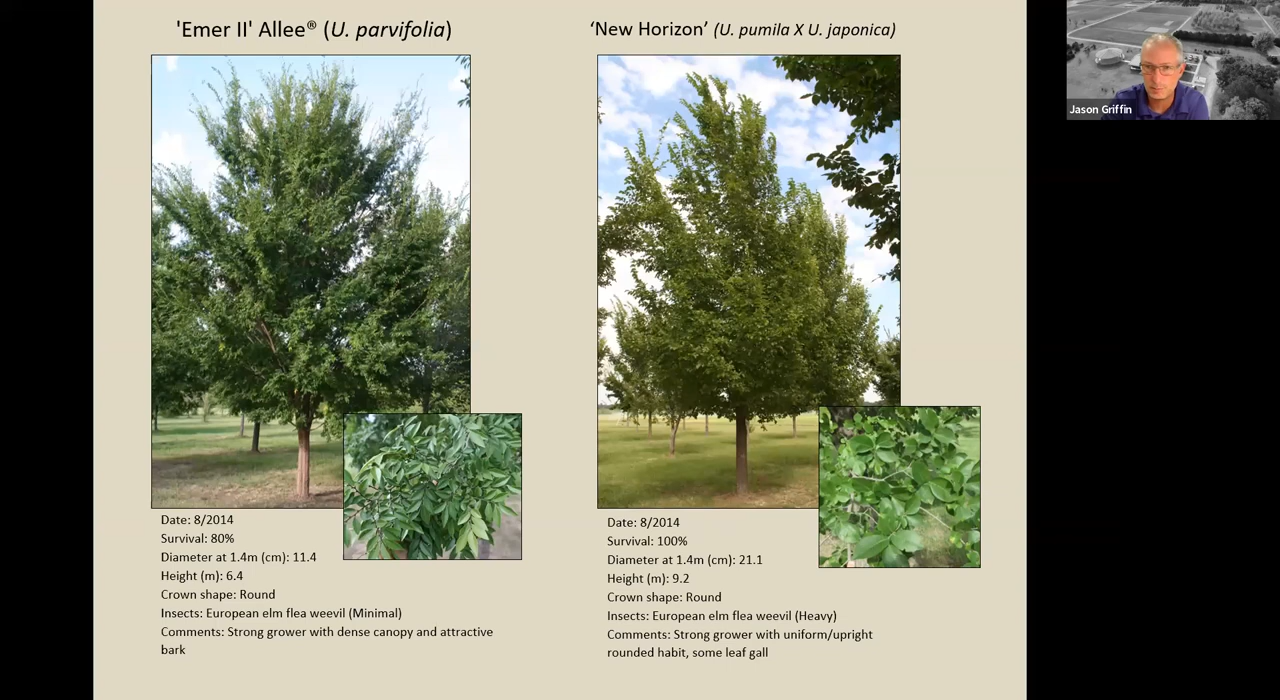 'Emer II' Allee® (U. parvifolia)
Date: 8/2014
Survival: 80%
Diameter at 1.4m (cm): 11.4
Height (m): 6.4
Crown shape: Round
Insects: European elm flea weevil (Minimal)
Comments: Strong grower with dense canopy and attractive
bark
‘New Horizon’ (U. pumila X U. japonica)
Date: 8/2014
Survival: 100%
Diameter at 1.4m (cm): 21.1
Height (m): 9.2
Crown shape: Round
Insects: European elm flea weevil (Heavy)
Comments: Strong grower with uniform/upright
rounded habit, some leaf gall
Jason Griffin